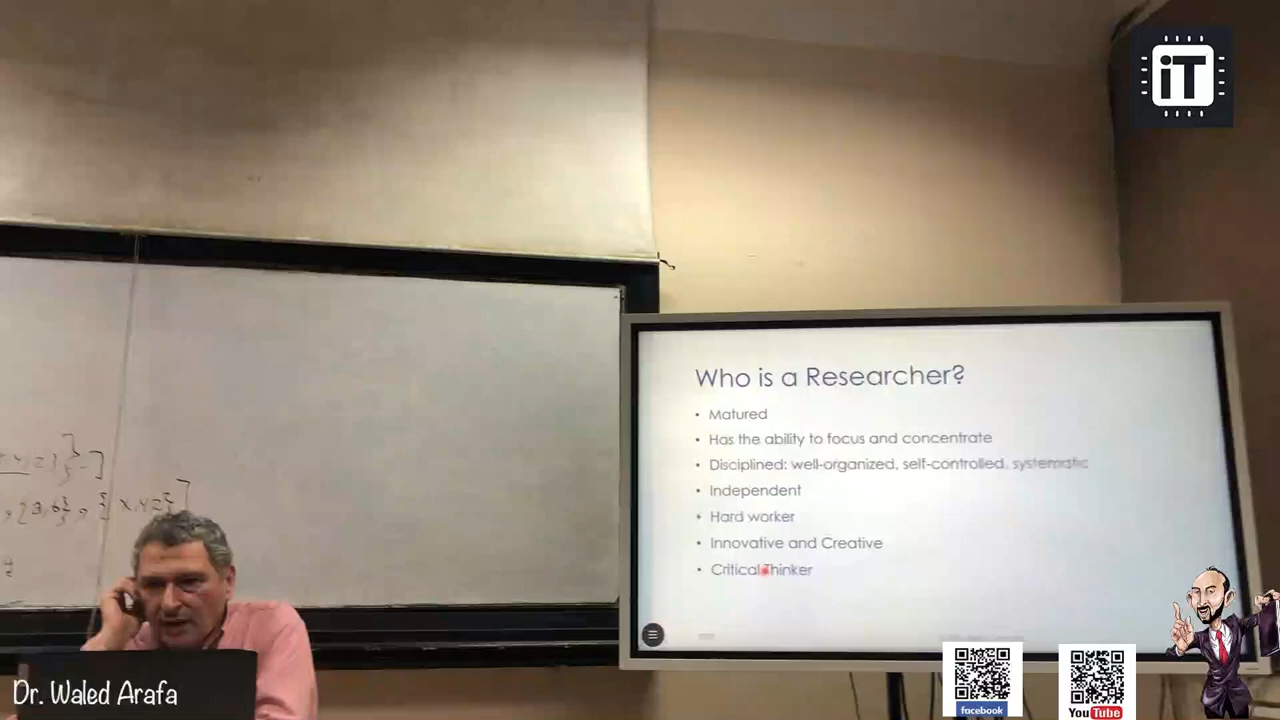 iT
Who is a Researcher?
• Matured
• Has the ability to focus and concentrate
• Disciplined: well-organized, self-controlled, systematic
• Independent
• Hard worker
• Innovative and Creative
• Critical Thinker
Dr. Waled Arafa
facebook
YouTube